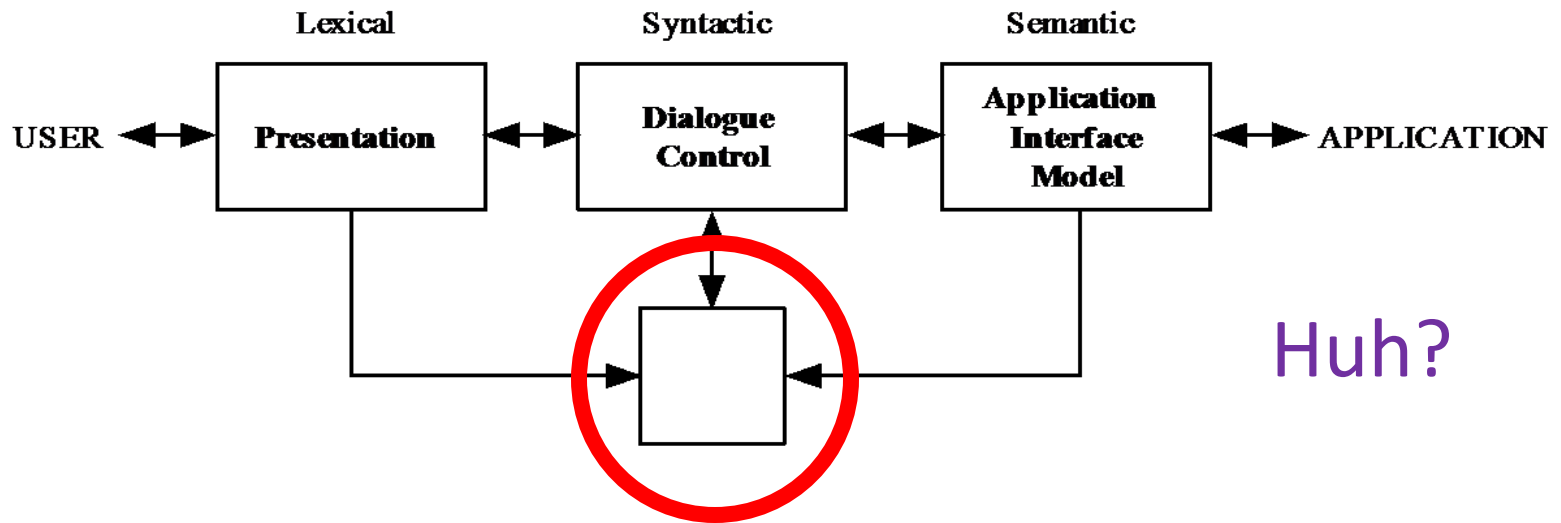 Lexical Syntactic Semantic
USER Presentation Dialogue Control Application Interface Model APPLICATION
Huh?